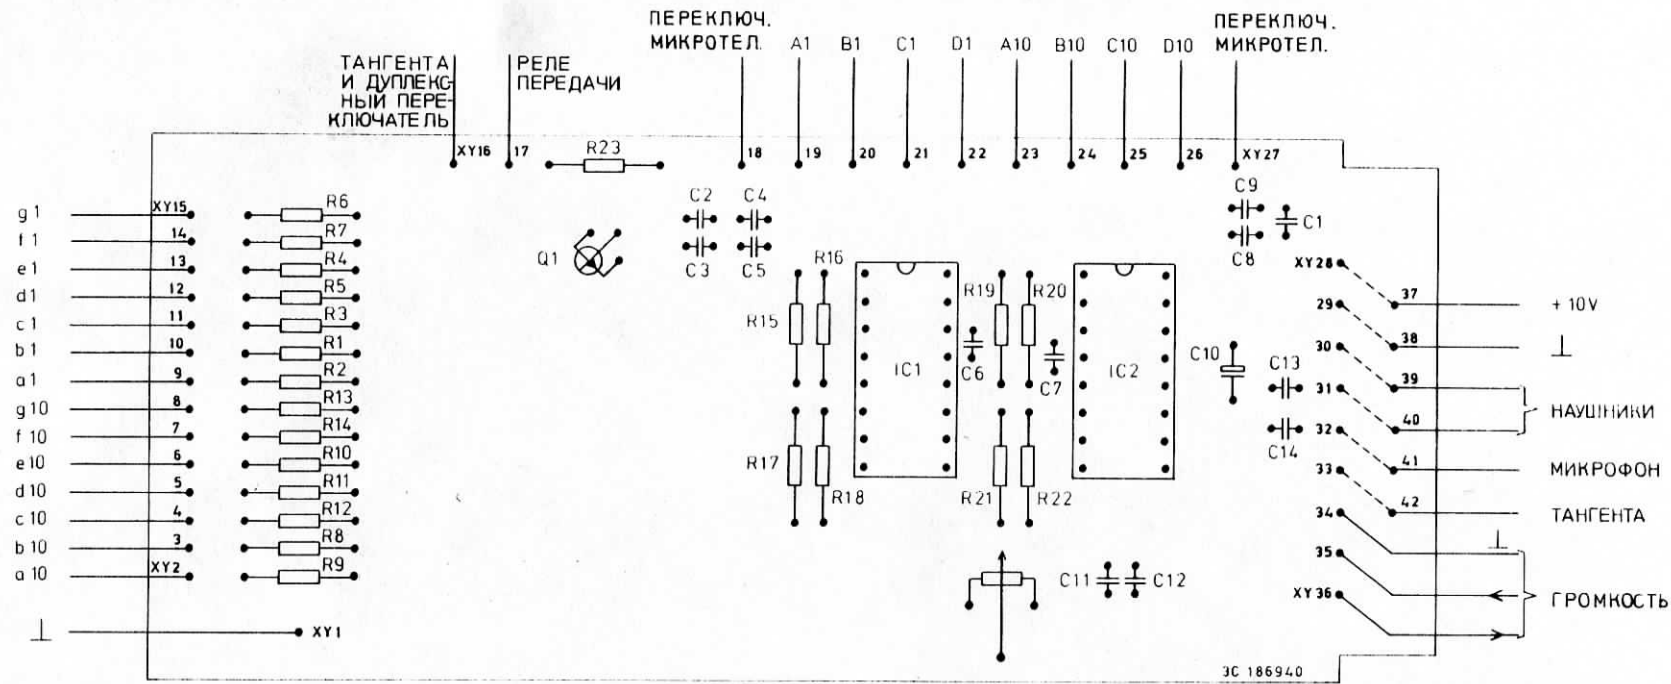 ПЕРЕКЛЮЧ.
МИКРОТЕЛ.
A1
B1
C1
D1
A10
B10
C10
D10
ПЕРЕКЛЮЧ.
МИКРОТЕЛ.
ТАНГЕНТА
И ДУПЛЕКС-
НЫЙ ПЕРЕ-
КЛЮЧАТЕЛЬ
РЕЛЕ
ПЕРЕДАЧИ
XY16
17
R23
18
19
20
21
22
23
24
25
26
XY27
g1
XY15
R6
f1
14
R7
e1
13
R4
d1
12
R5
c1
11
R3
b1
10
R1
a1
9
R2
g10
8
R13
f10
7
R14
e10
6
R10
d10
5
R11
c10
4
R12
b10
3
R8
a10
XY2
R9
⊥
XY1
Q1
C2
C4
C3
C5
R16
R15
R17
R18
IC1
R19
R20
C6
C7
R21
R22
IC2
C9
C1
C8
C10
C13
C14
C11
C12
XY28
37
+10V
29
38
⊥
30
39
31
40
НАУШНИКИ
32
41
МИКРОФОН
33
42
ТАНГЕНТА
34
⊥
35
XY36
ГРОМКОСТЬ
3C 186940